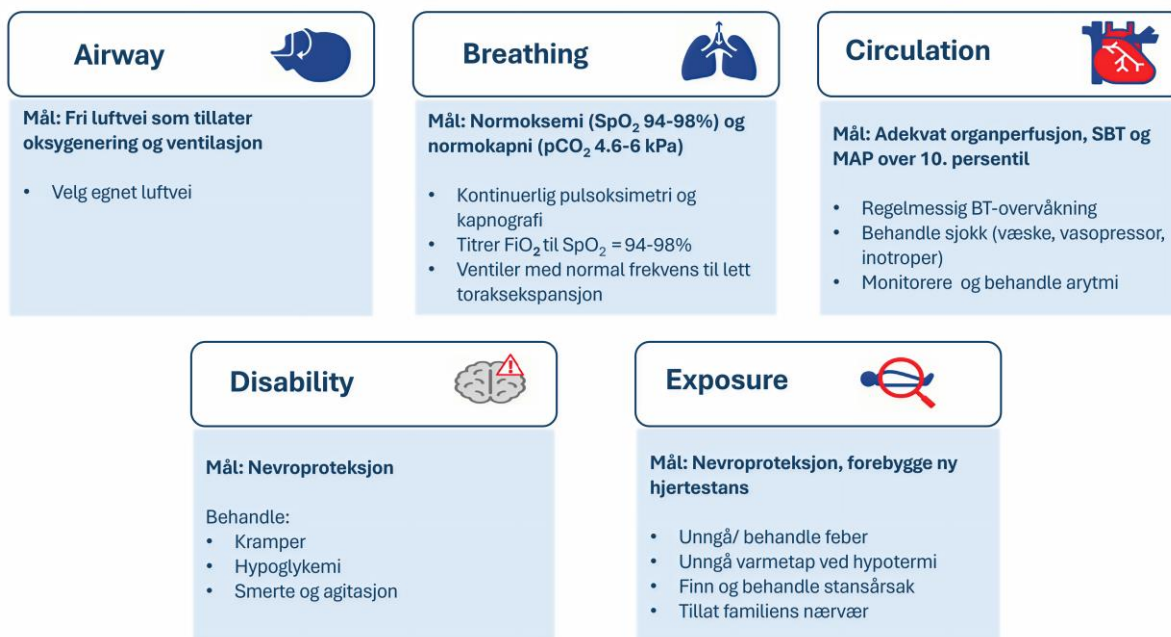 Airway
Mål: Fri luftvei som tillater
oksygenering og ventilasjon
• Velg egnet luftvei
Breathing
Mål: Normoksemi (SpO₂ 94-98%) og
normokapni (pCO₂ 4.6-6 kPa)
• Kontinuerlig pulsoksimetri og
kapnografi
• Titrer FiO₂ til SpO₂ = 94-98%
• Ventiler med normal frekvens til lett
toraksekspansjon
Circulation
Mål: Adekvat organperfusjon, SBT og
MAP over 10. persentil
• Regelmessig BT-overvåkning
• Behandle sjokk (væske, vasopressor,
inotroper)
• Monitorere og behandle arytmi
Disability
Mål: Nevroproteksjon
Behandle:
• Kramper
• Hypoglykemi
• Smerte og agitasjon
Exposure
Mål: Nevroproteksjon, forebygge ny
hjertestans
• Unngå/ behandle feber
• Unngå varmetap ved hypotermi
• Finn og behandle stansårsak
• Tillat familiens nærvær